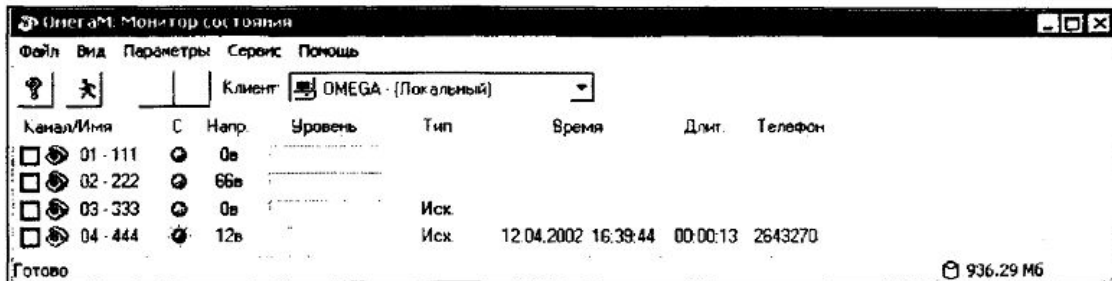 ОмегаМ: Монитор состояния
Файл Вид Параметры Сервис Помощь
Клиент: OMEGA - (Локальный)
Канал/Имя С Напр. Уровень Тип Время Длит. Телефон
01 - 111 0в
02 - 222 66в
03 - 333 0в Исх.
04 - 444 12в Исх. 12.04.2002 16:39:44 00:00:13 2643270
Готово 936.29 Мб